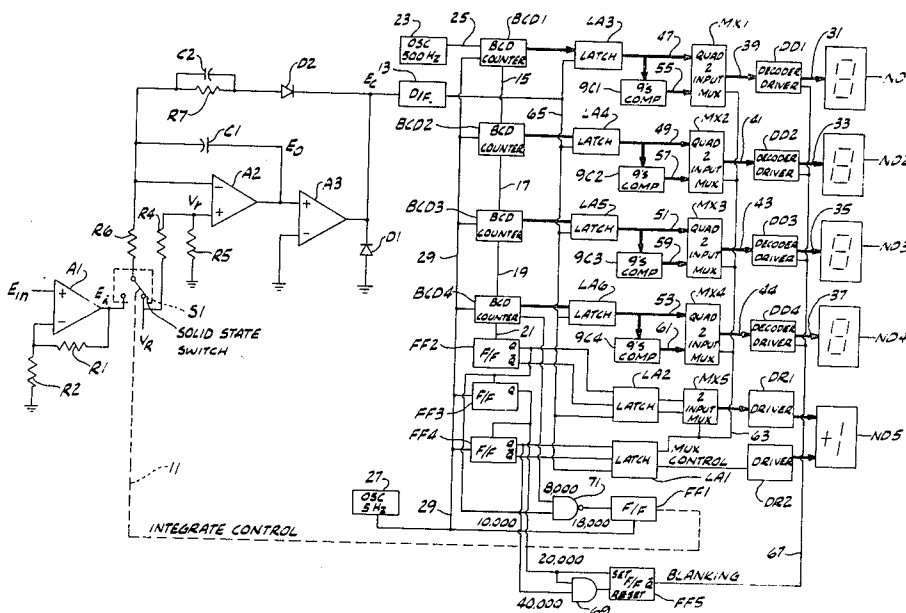 23
25
BCD1
LA3
47
MX1
39
DD1
31
C2
D2
OSC
500 HZ
BCD
COUNTER
LATCH
QUAD
2
INPUT
MUX
DECODER
DRIVER
ND1
R7
EC
13
D/F.
15
65
9C1
55
9'S COMP
C1
EO
BCD2
LA4
49
MX2
41
DD2
33
BCD
COUNTER
LATCH
QUAD
2
INPUT
MUX
DECODER
DRIVER
ND2
A2
A3
17
9C2
57
9'S COMP
R4
Vr
R5
D1
BCD3
LA5
51
MX3
43
DD3
35
BCD
COUNTER
LATCH
QUAD
2
INPUT
MUX
DECODER
DRIVER
ND3
R6
29
19
9C3
59
9'S COMP
A1
Ein
S1
SOLID STATE
SWITCH
VR
R1
R2
BCD4
LA6
53
MX4
44
DD4
37
BCD
COUNTER
LATCH
QUAD
2
INPUT
MUX
DECODER
DRIVER
ND4
21
9C4
61
9'S COMP
FF2
F/F
Q
Q
LA2
MX5
DR1
FF3
F/F
Q
LATCH
2
INPUT
MUX
DRIVER
+1
ND5
FF4
F/F
Q
Q
63
MUX
CONTROL
LATCH
DRIVER
LA1
DR2
11
27
OSC
5 HZ
29
8,000
71
FF1
F/F
10,000
18,000
INTEGRATE CONTROL
67
20,000
SET
F/F Q
RESET
BLANKING
40,000
69
FF5